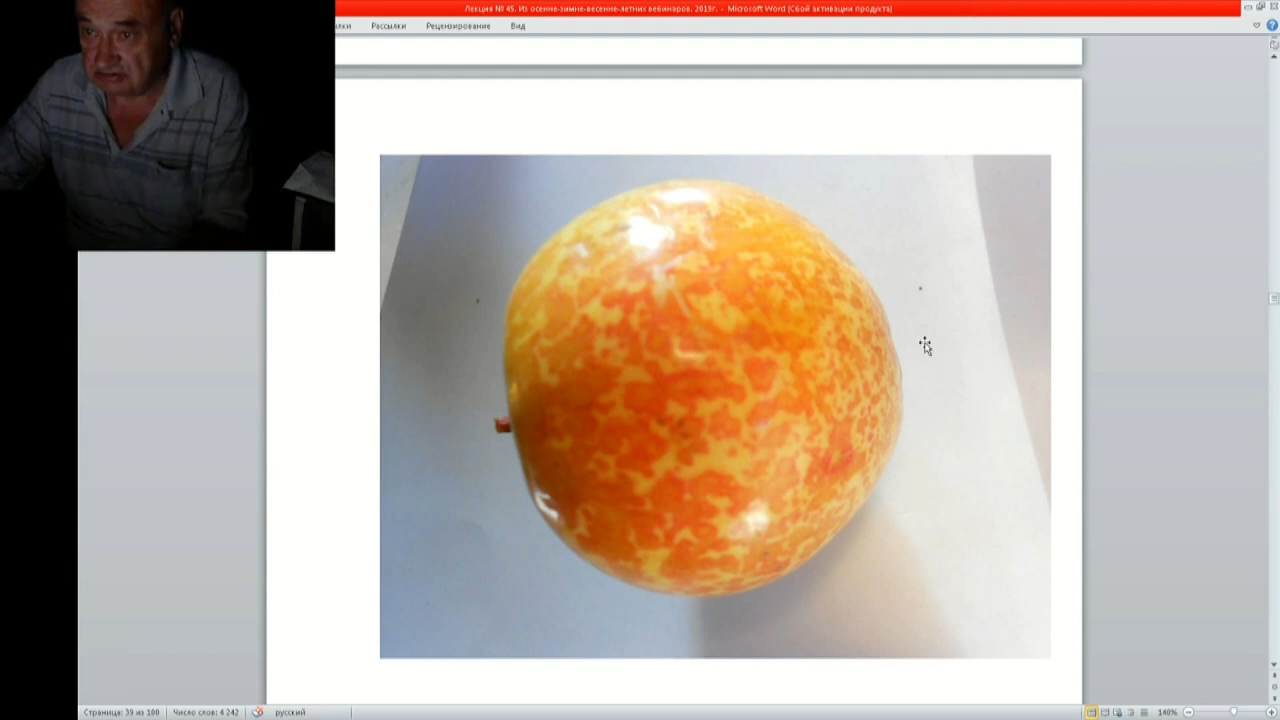 Лекция № 45. Из осенне-зимне-весенне-летних вебинаров. 2019г. - Microsoft Word (Сбой активации продукта)
лки Рассылки Рецензирование Вид
Страница: 39 из 100 Число слов: 4 242 русский 140%